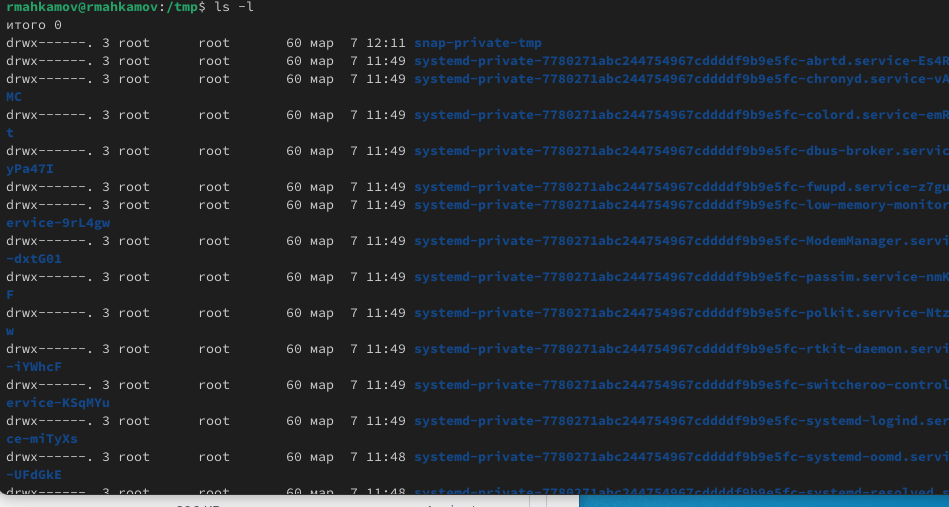 rmahkamov@rmahkamov:/tmp$ ls -l
итого 0
drwx------. 3 root root 60 мар 7 12:11 snap-private-tmp
drwx------. 3 root root 60 мар 7 11:49 systemd-private-7780271abc244754967cddddf9b9e5fc-abrtd.service-Es4R
drwx------. 3 root root 60 мар 7 11:49 systemd-private-7780271abc244754967cddddf9b9e5fc-chronyd.service-vA
MC
drwx------. 3 root root 60 мар 7 11:49 systemd-private-7780271abc244754967cddddf9b9e5fc-colord.service-emR
t
drwx------. 3 root root 60 мар 7 11:49 systemd-private-7780271abc244754967cddddf9b9e5fc-dbus-broker.servic
yPa47I
drwx------. 3 root root 60 мар 7 11:49 systemd-private-7780271abc244754967cddddf9b9e5fc-fwupd.service-z7gu
drwx------. 3 root root 60 мар 7 11:49 systemd-private-7780271abc244754967cddddf9b9e5fc-low-memory-monitor
ervice-9rL4gw
drwx------. 3 root root 60 мар 7 11:49 systemd-private-7780271abc244754967cddddf9b9e5fc-ModemManager.servi
-dxtG01
drwx------. 3 root root 60 мар 7 11:49 systemd-private-7780271abc244754967cddddf9b9e5fc-passim.service-nmK
F
drwx------. 3 root root 60 мар 7 11:49 systemd-private-7780271abc244754967cddddf9b9e5fc-polkit.service-Ntz
w
drwx------. 3 root root 60 мар 7 11:49 systemd-private-7780271abc244754967cddddf9b9e5fc-rtkit-daemon.servi
-iYWhcF
drwx------. 3 root root 60 мар 7 11:49 systemd-private-7780271abc244754967cddddf9b9e5fc-switcheroo-control
ervice-KSqMYu
drwx------. 3 root root 60 мар 7 11:49 systemd-private-7780271abc244754967cddddf9b9e5fc-systemd-logind.ser
ce-miTyXs
drwx------. 3 root root 60 мар 7 11:48 systemd-private-7780271abc244754967cddddf9b9e5fc-systemd-oomd.servi
-UFdGkE
drwx------. 3 root root 60 мар 7 11:48 systemd-private-7780271abc244754967cddddf9b9e5fc-systemd-resolved.s